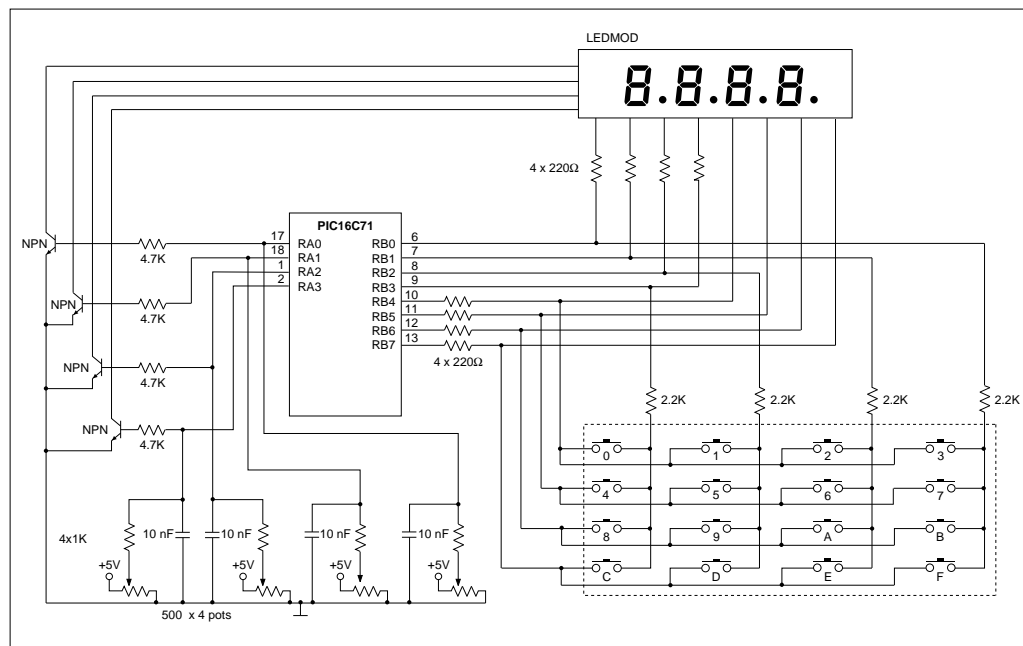 LEDMOD
8.8.8.8.
4 x 220Ω
PIC16C71
NPN
4.7K
17 RA0
18 RA1
1 RA2
2 RA3
RB0 6
RB1 7
RB2 8
RB3 9
RB4 10
RB5 11
RB6 12
RB7 13
4 x 220Ω
NPN
4.7K
NPN
4.7K
NPN
4.7K
2.2K 2.2K 2.2K 2.2K
0 1 2 3
4 5 6 7
8 9 A B
C D E F
4x1K
10 nF 10 nF 10 nF 10 nF
+5V +5V +5V +5V
500 x 4 pots